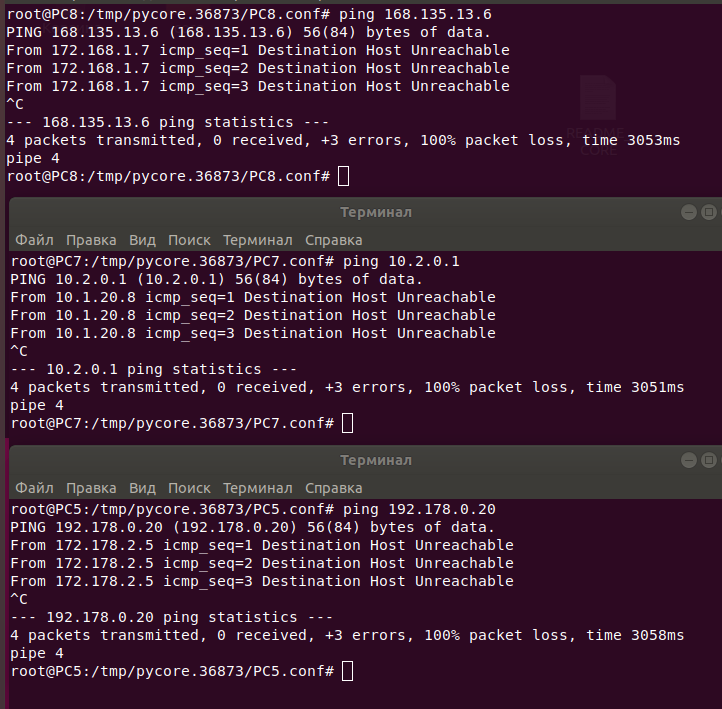 root@PC8:/tmp/pycore.36873/PC8.conf# ping 168.135.13.6
PING 168.135.13.6 (168.135.13.6) 56(84) bytes of data.
From 172.168.1.7 icmp_seq=1 Destination Host Unreachable
From 172.168.1.7 icmp_seq=2 Destination Host Unreachable
From 172.168.1.7 icmp_seq=3 Destination Host Unreachable
^C
--- 168.135.13.6 ping statistics ---
4 packets transmitted, 0 received, +3 errors, 100% packet loss, time 3053ms
pipe 4
root@PC8:/tmp/pycore.36873/PC8.conf#
README
CORE
Терминал
Файл Правка Вид Поиск Терминал Справка
root@PC7:/tmp/pycore.36873/PC7.conf# ping 10.2.0.1
PING 10.2.0.1 (10.2.0.1) 56(84) bytes of data.
From 10.1.20.8 icmp_seq=1 Destination Host Unreachable
From 10.1.20.8 icmp_seq=2 Destination Host Unreachable
From 10.1.20.8 icmp_seq=3 Destination Host Unreachable
^C
--- 10.2.0.1 ping statistics ---
4 packets transmitted, 0 received, +3 errors, 100% packet loss, time 3051ms
pipe 4
root@PC7:/tmp/pycore.36873/PC7.conf#
Терминал
Файл Правка Вид Поиск Терминал Справка
root@PC5:/tmp/pycore.36873/PC5.conf# ping 192.178.0.20
PING 192.178.0.20 (192.178.0.20) 56(84) bytes of data.
From 172.178.2.5 icmp_seq=1 Destination Host Unreachable
From 172.178.2.5 icmp_seq=2 Destination Host Unreachable
From 172.178.2.5 icmp_seq=3 Destination Host Unreachable
^C
--- 192.178.0.20 ping statistics ---
4 packets transmitted, 0 received, +3 errors, 100% packet loss, time 3058ms
pipe 4
root@PC5:/tmp/pycore.36873/PC5.conf#